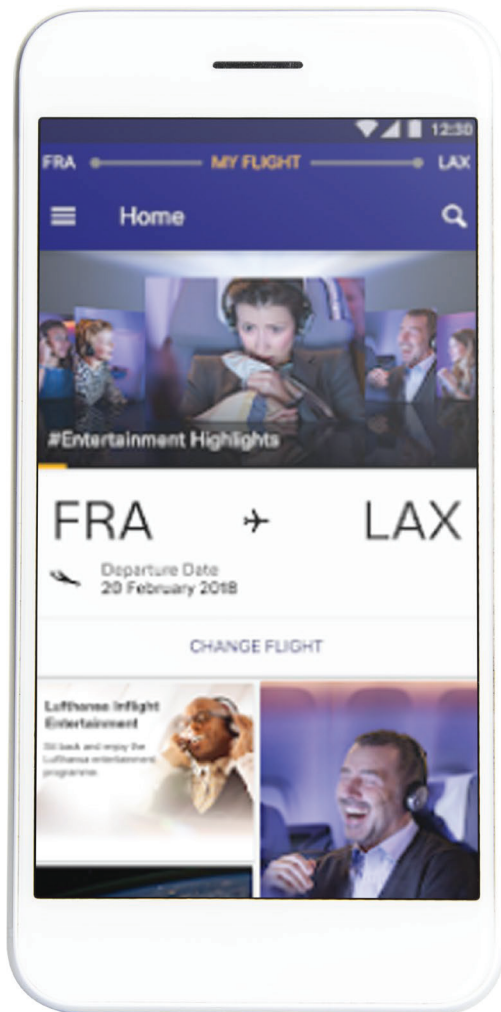 12:30
FRA MY FLIGHT LAX
Home
#Entertainment Highlights
FRA LAX
Departure Date
20 February 2018
CHANGE FLIGHT
Lufthansa Inflight
Entertainment
Sit back and enjoy the
Lufthansa entertainment
programme.